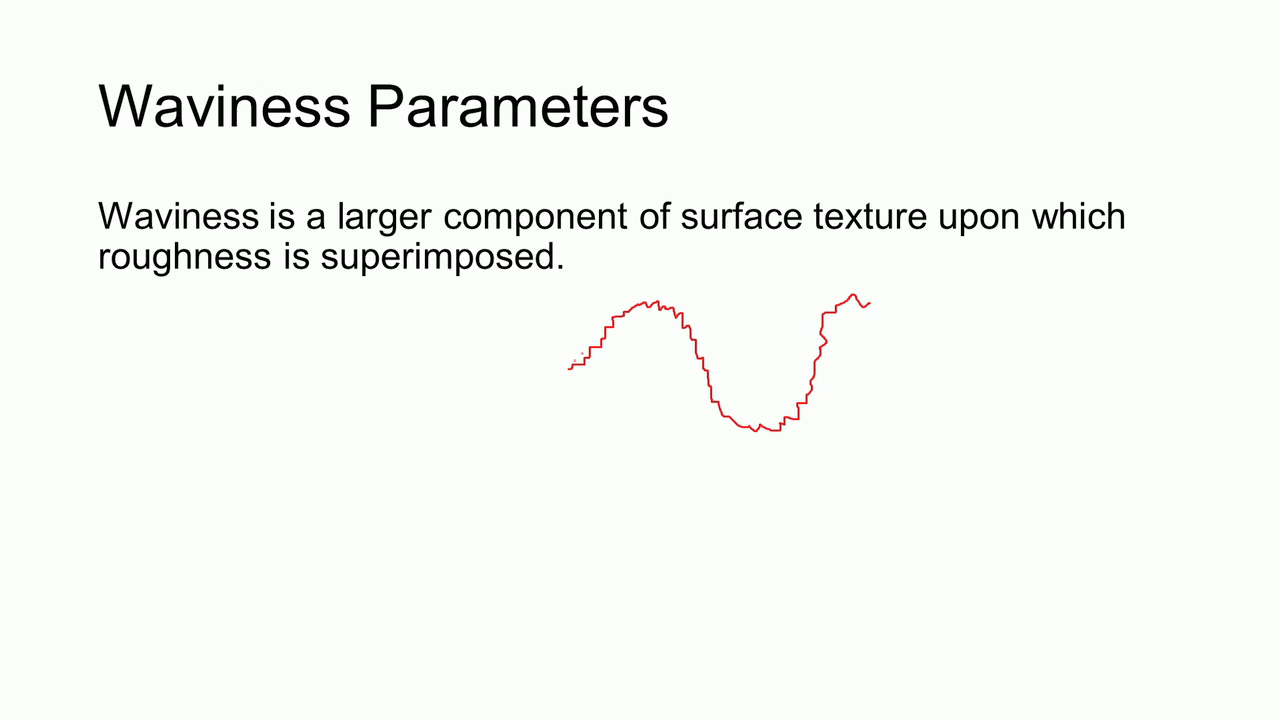 Waviness Parameters
Waviness is a larger component of surface texture upon which
roughness is superimposed.